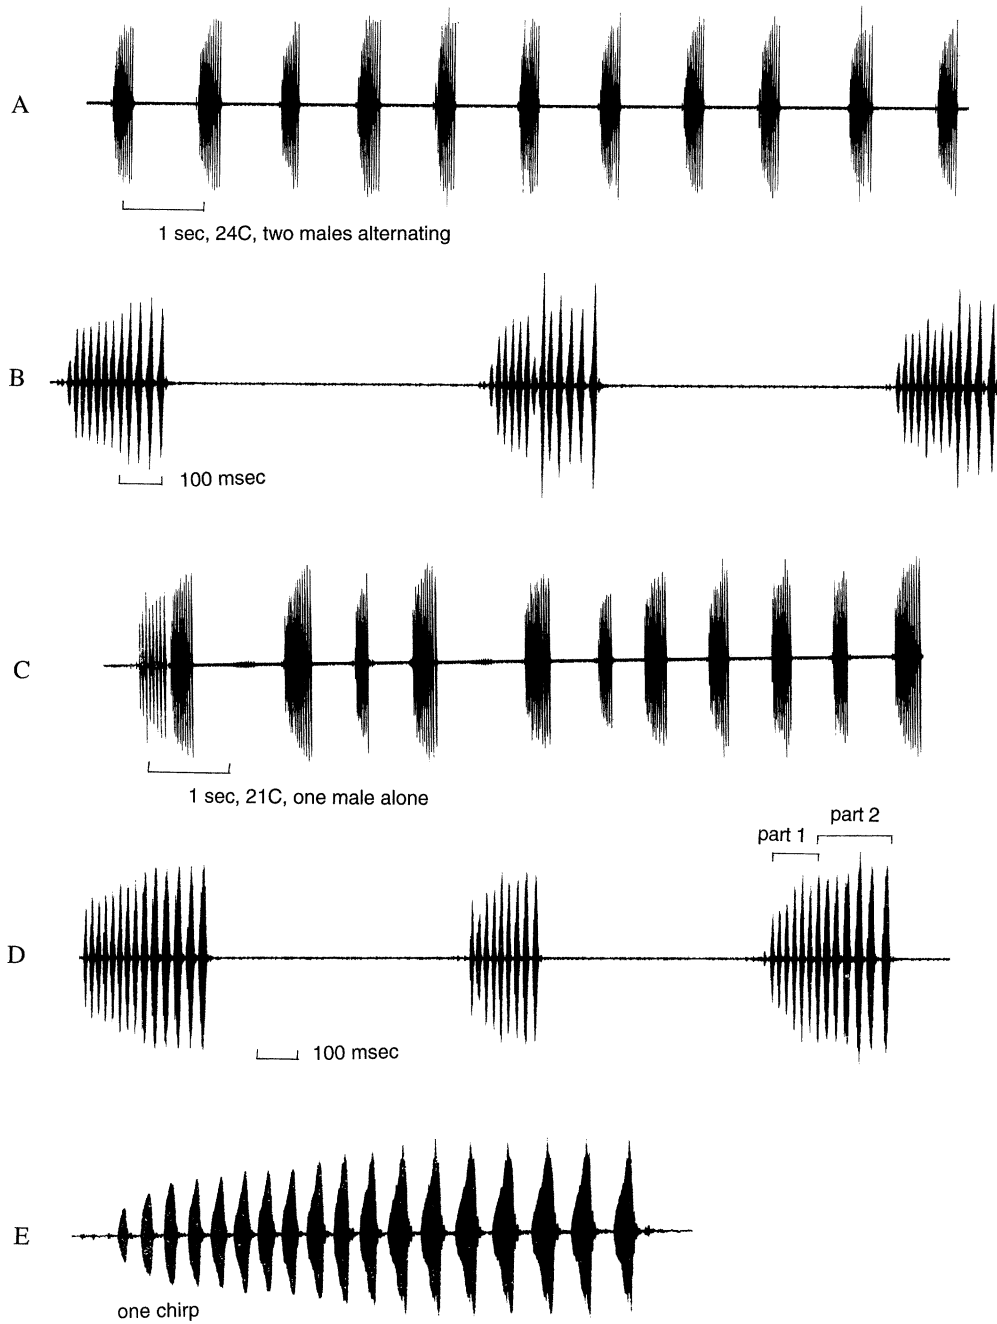 A
1 sec, 24C, two males alternating
B
100 msec
C
1 sec, 21C, one male alone
part 2
part 1
D
100 msec
E
one chirp